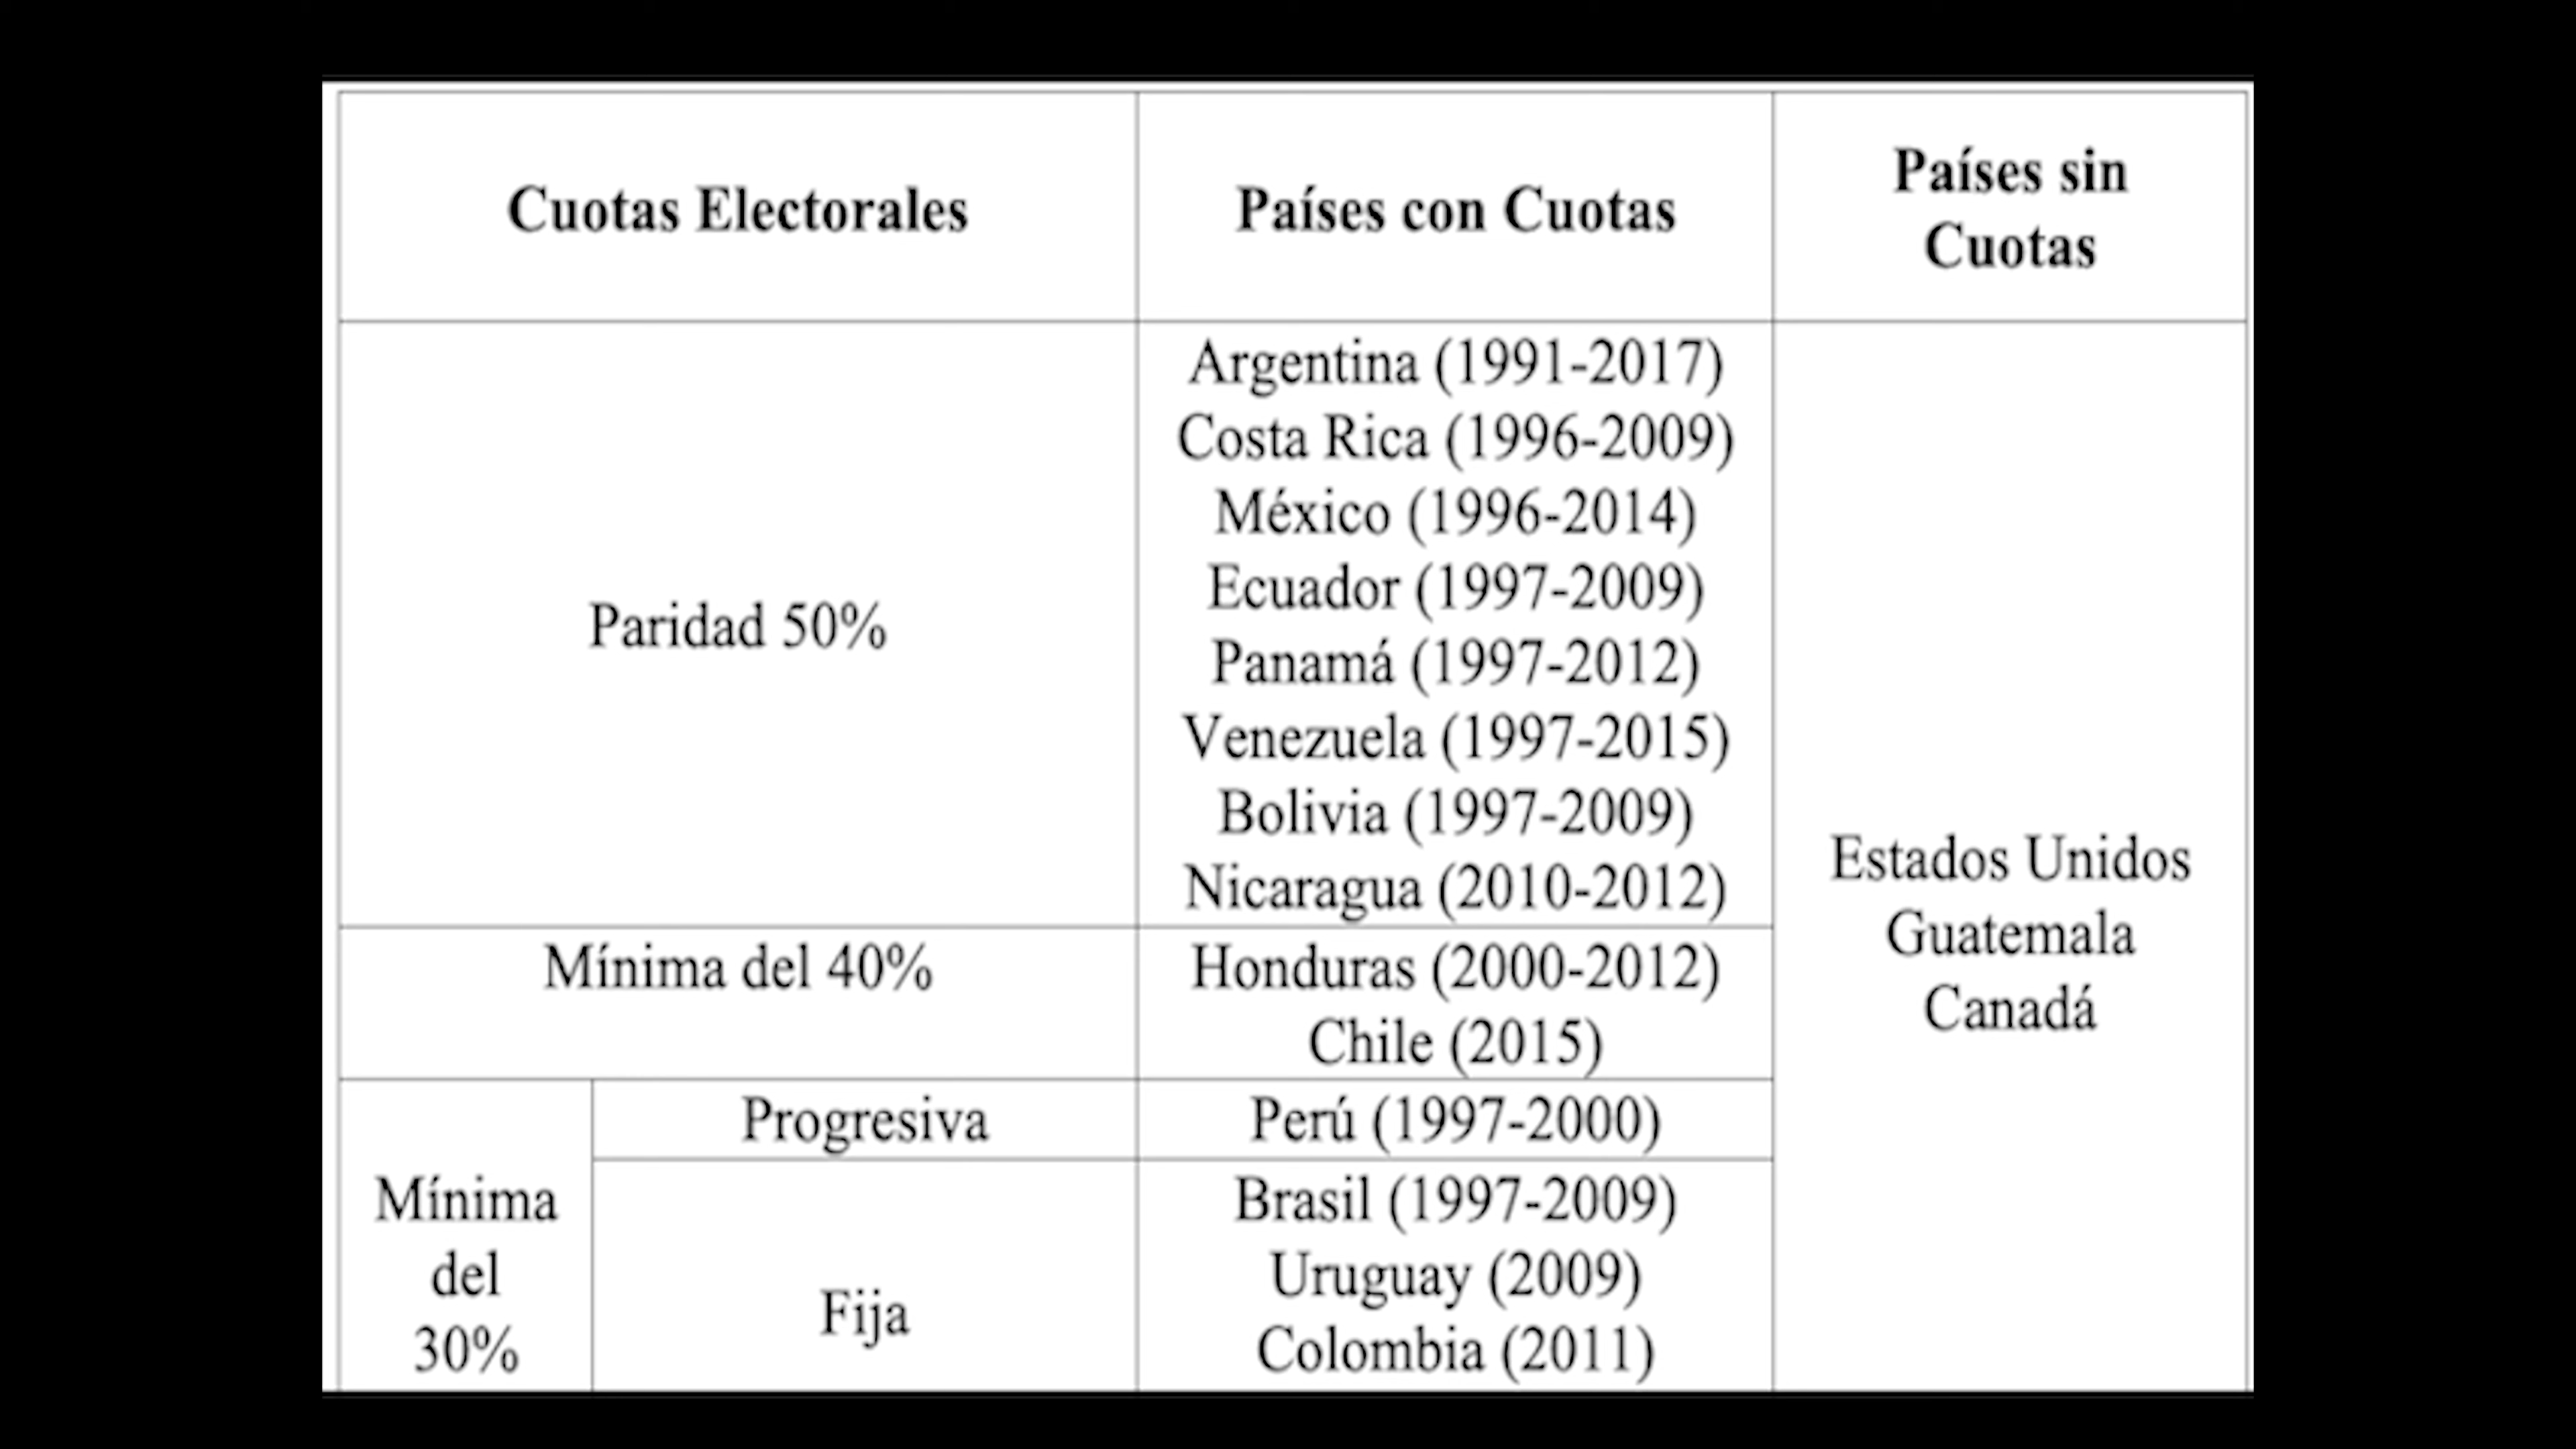 Cuotas Electorales
Países con Cuotas
Países sin
Cuotas
Paridad 50%
Argentina (1991-2017)
Costa Rica (1996-2009)
México (1996-2014)
Ecuador (1997-2009)
Panamá (1997-2012)
Venezuela (1997-2015)
Bolivia (1997-2009)
Nicaragua (2010-2012)
Mínima del 40%
Honduras (2000-2012)
Chile (2015)
Mínima
del
30%
Progresiva
Perú (1997-2000)
Fija
Brasil (1997-2009)
Uruguay (2009)
Colombia (2011)
Estados Unidos
Guatemala
Canadá